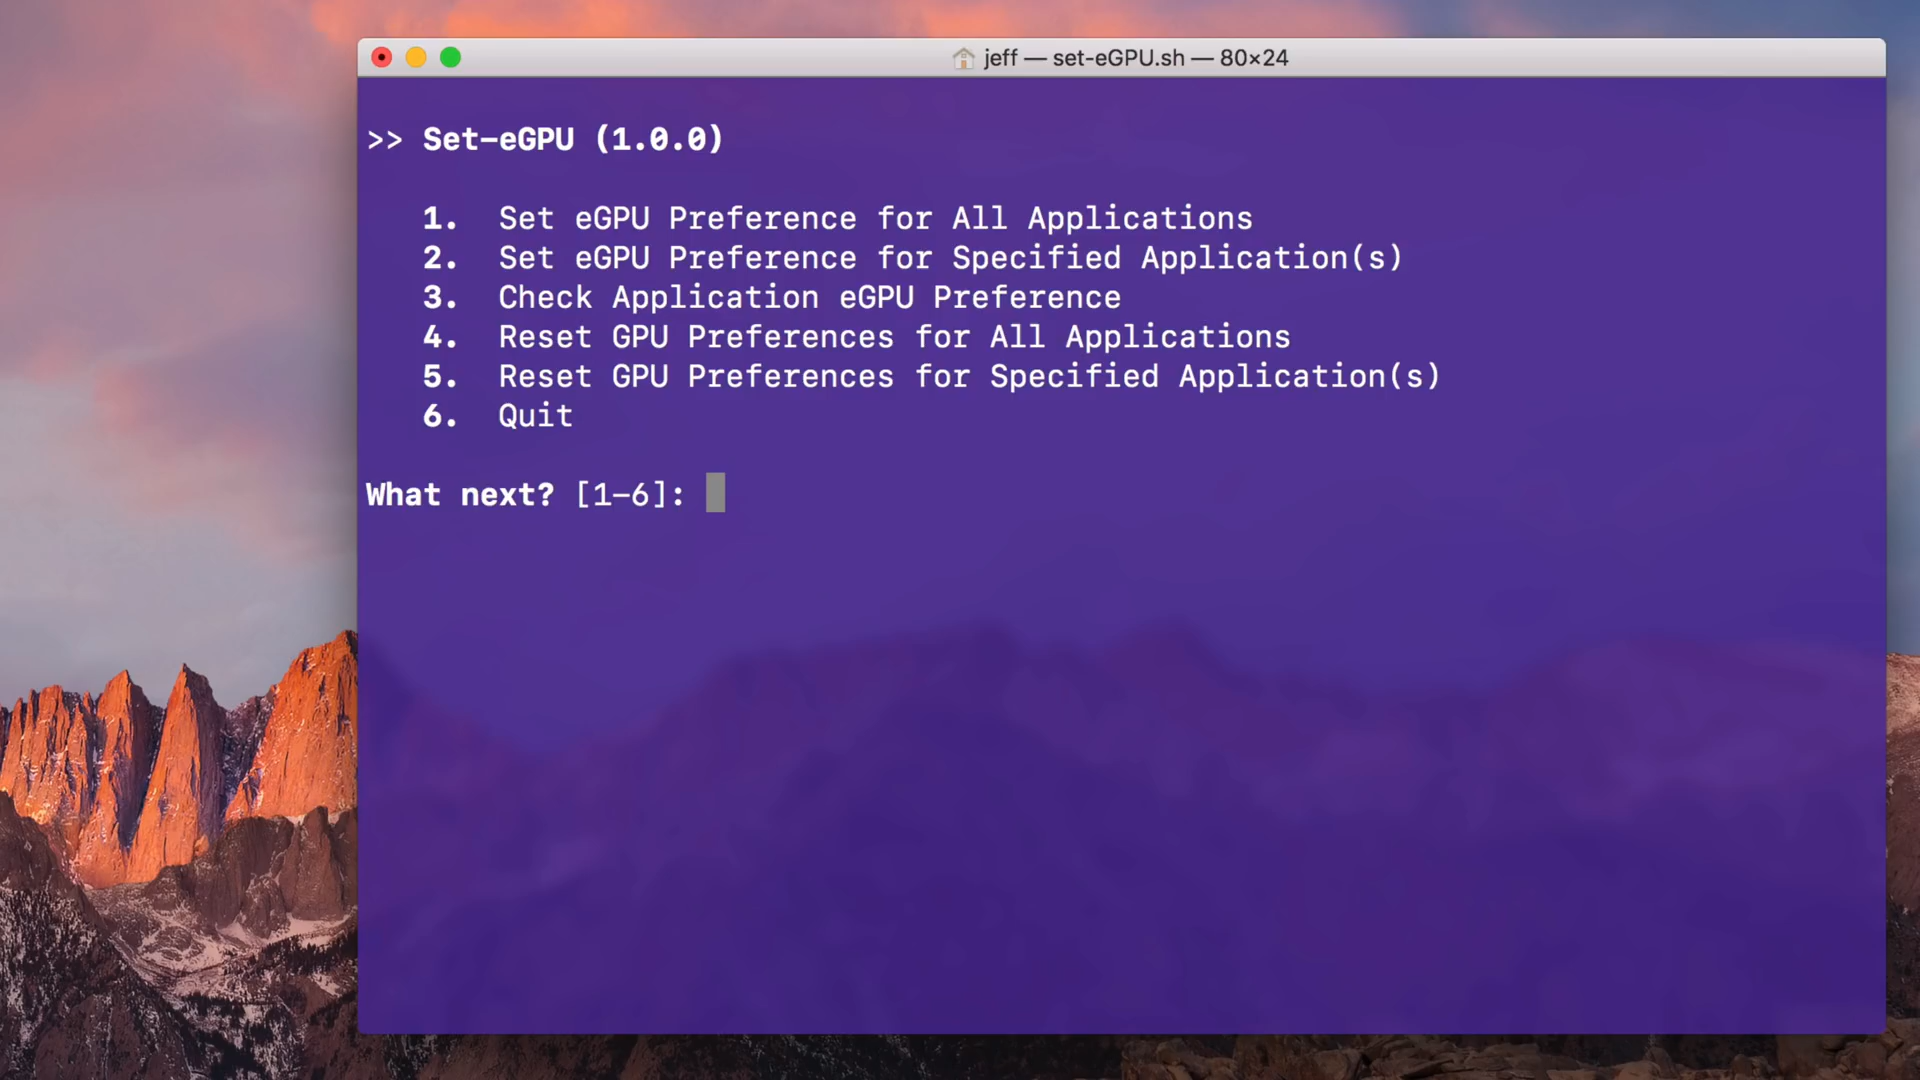 jeff — set-eGPU.sh — 80×24
>> Set-eGPU (1.0.0)
1. Set eGPU Preference for All Applications
2. Set eGPU Preference for Specified Application(s)
3. Check Application eGPU Preference
4. Reset GPU Preferences for All Applications
5. Reset GPU Preferences for Specified Application(s)
6. Quit
What next? [1-6]: